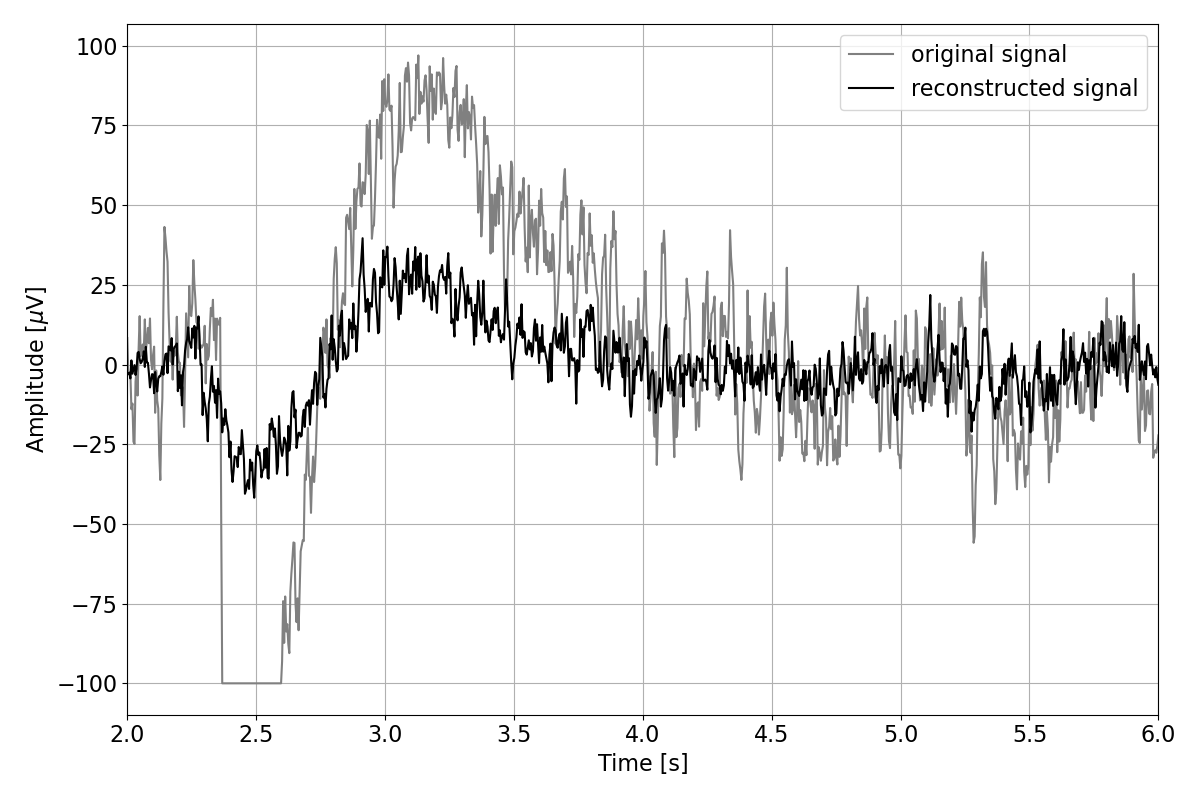 original signal
reconstructed signal
Amplitude [μV]
100
75
50
25
0
−25
−50
−75
−100
2.0 2.5 3.0 3.5 4.0 4.5 5.0 5.5 6.0
Time [s]